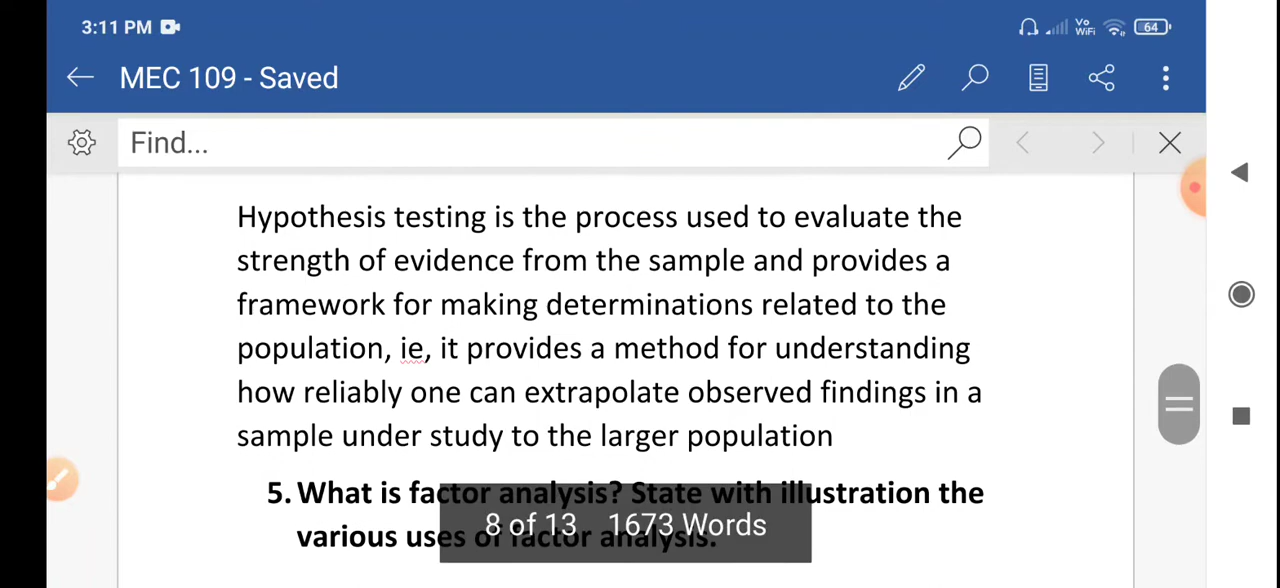 3:11 PM
Vo WiFi 64
MEC 109 - Saved
Find...
Hypothesis testing is the process used to evaluate the
strength of evidence from the sample and provides a
framework for making determinations related to the
population, ie, it provides a method for understanding
how reliably one can extrapolate observed findings in a
sample under study to the larger population
5. What is factor analysis? State with illustration the
8 of 13 1673 Words
various uses of factor analysis.